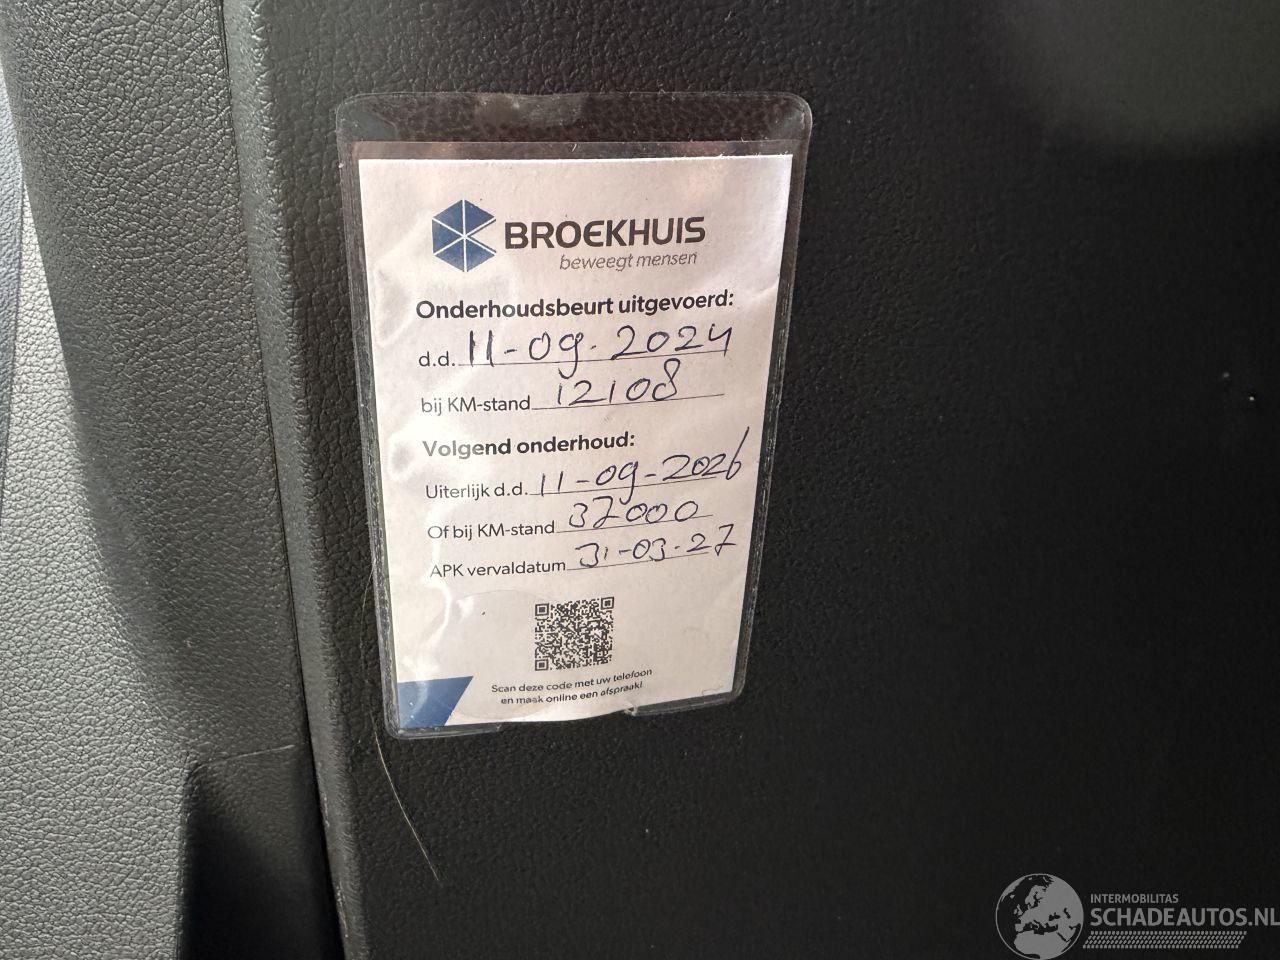 BROEKHUIS
beweegt mensen
Onderhoudsbeurt uitgevoerd:
d.d. 11-09-2024
bij KM-stand 12108
Volgend onderhoud:
Uiterlijk d.d. 11-09-2026
Of bij KM-stand 37000
APK vervaldatum 31-03-27
Scan deze code met uw telefoon
en maak online een afspraak!
INTERMOBILITAS
SCHADEAUTOS.NL